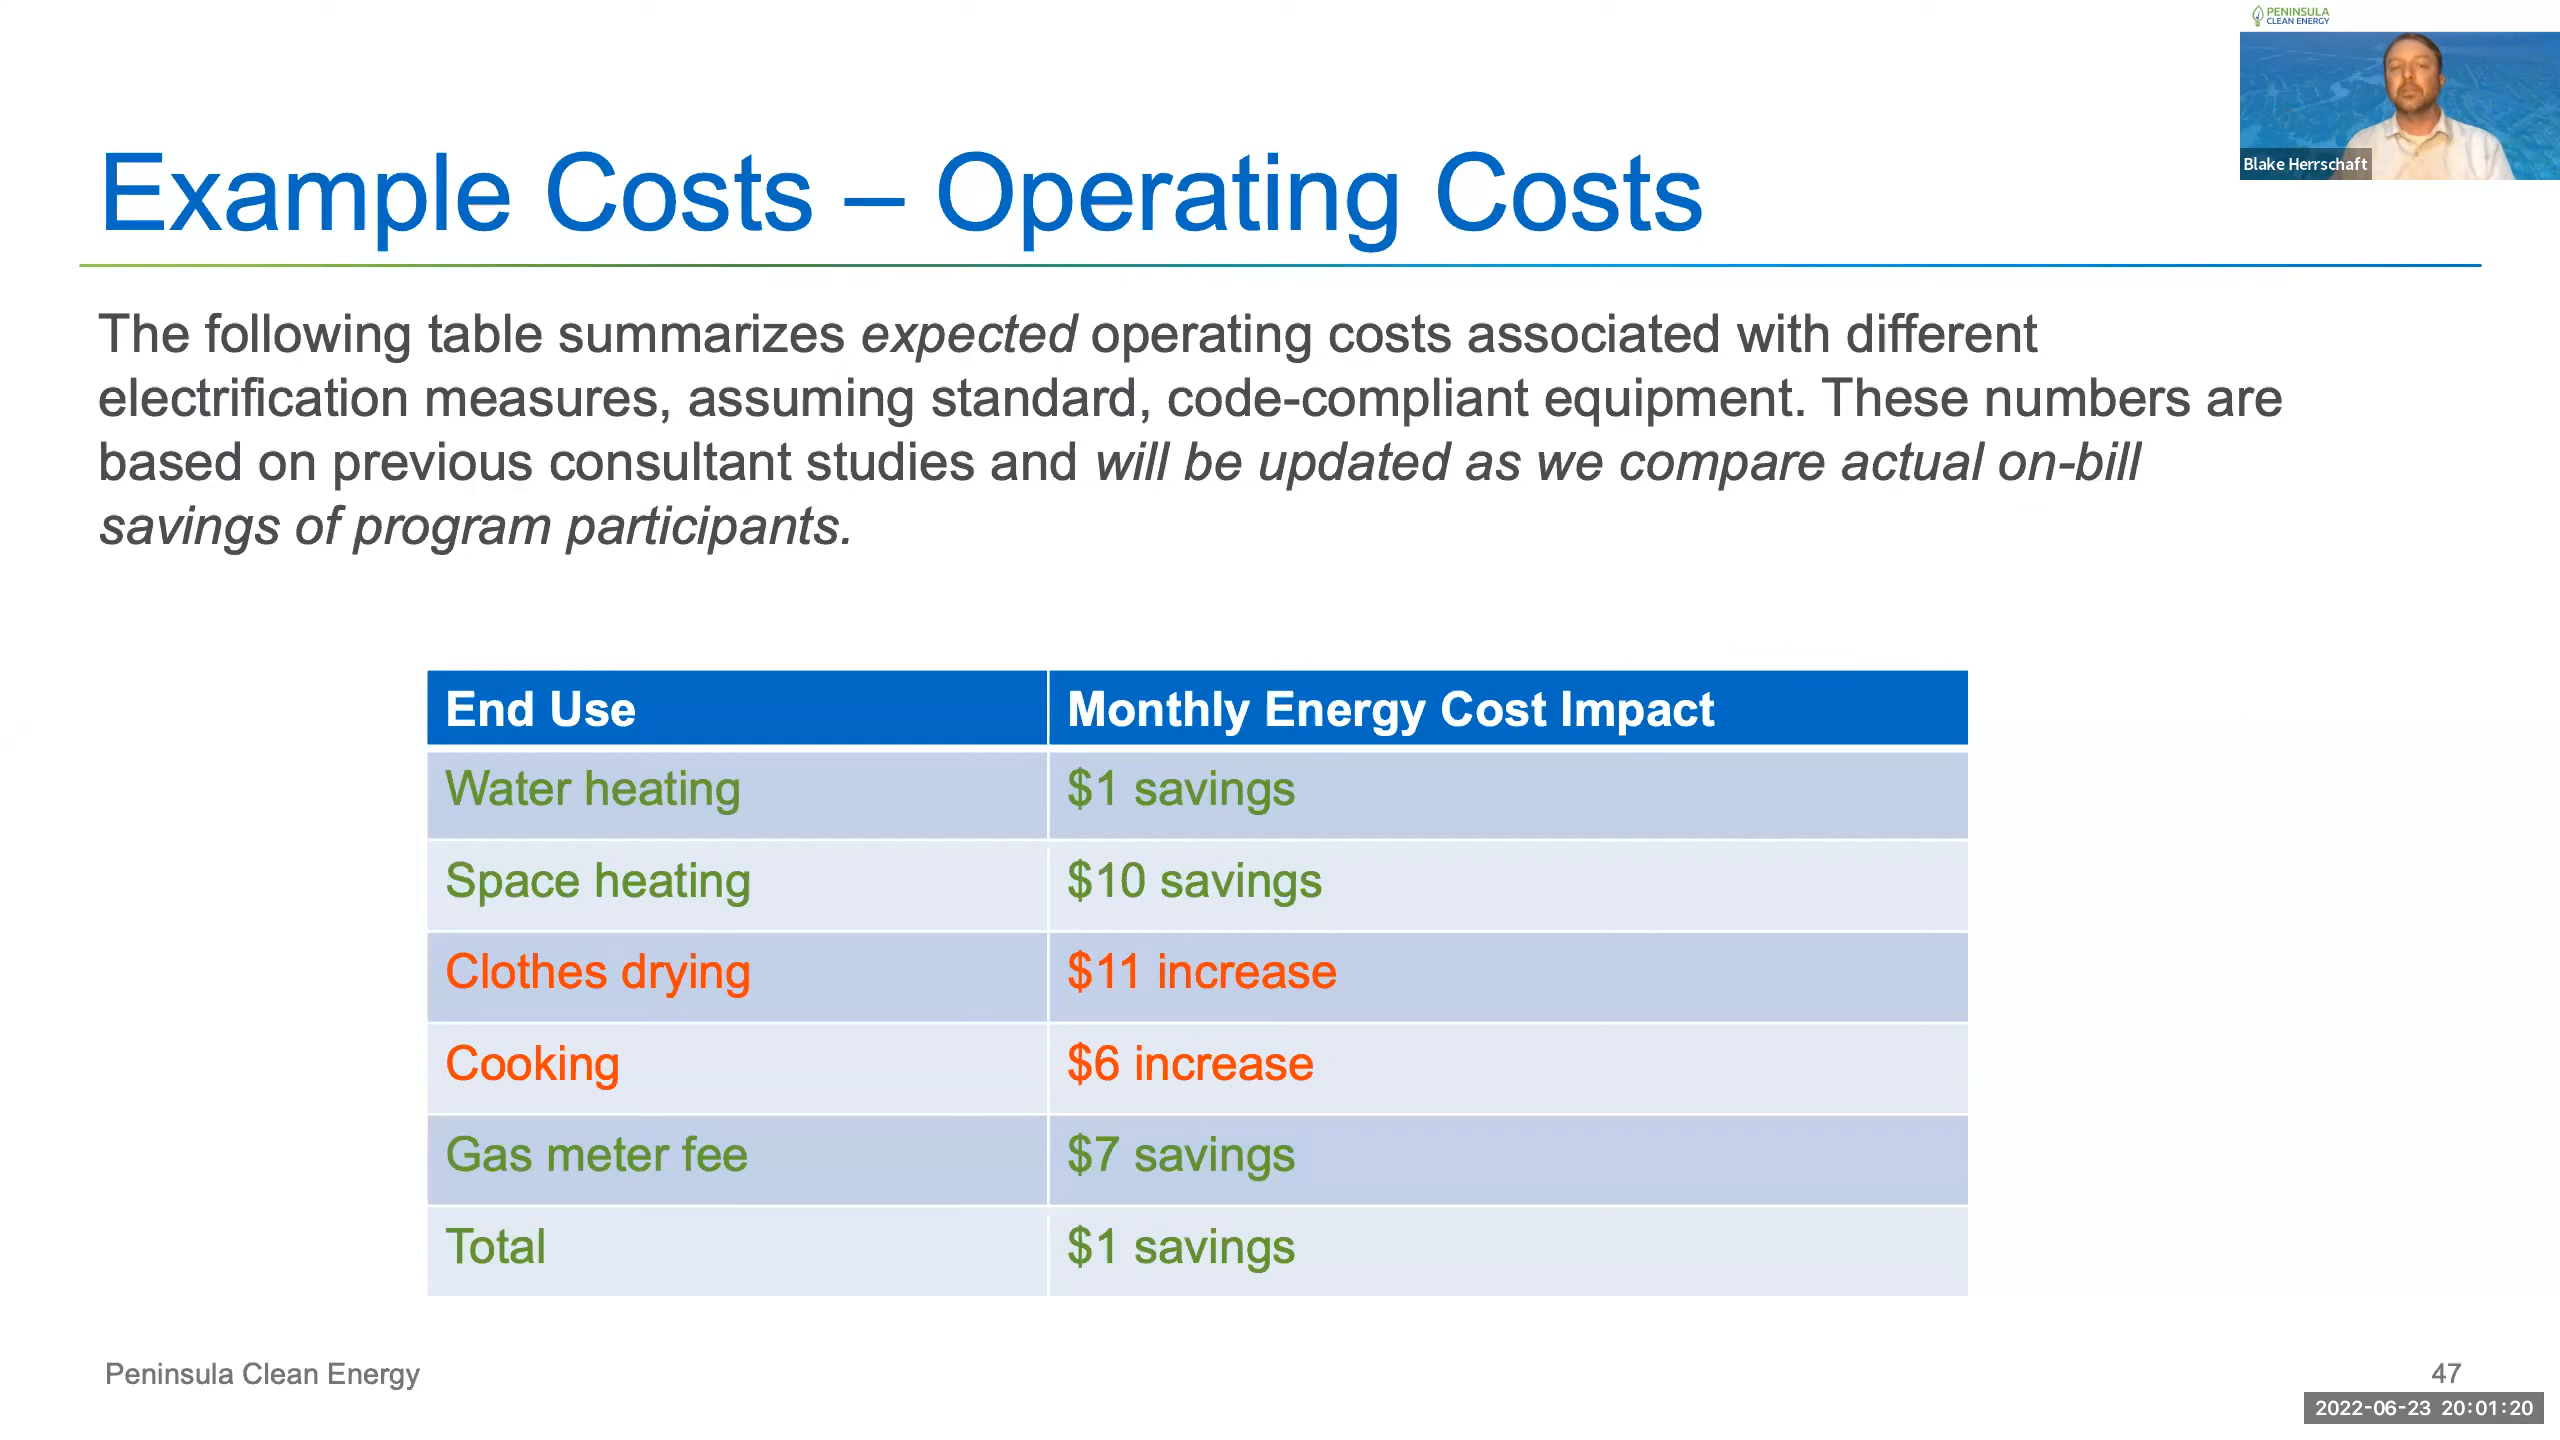 PENINSULA
CLEAN ENERGY
Blake Herrschaft
Example Costs – Operating Costs
The following table summarizes expected operating costs associated with different
electrification measures, assuming standard, code-compliant equipment. These numbers are
based on previous consultant studies and will be updated as we compare actual on-bill
savings of program participants.
End Use Monthly Energy Cost Impact
Water heating $1 savings
Space heating $10 savings
Clothes drying $11 increase
Cooking $6 increase
Gas meter fee $7 savings
Total $1 savings
Peninsula Clean Energy 47
2022-06-23 20:01:20